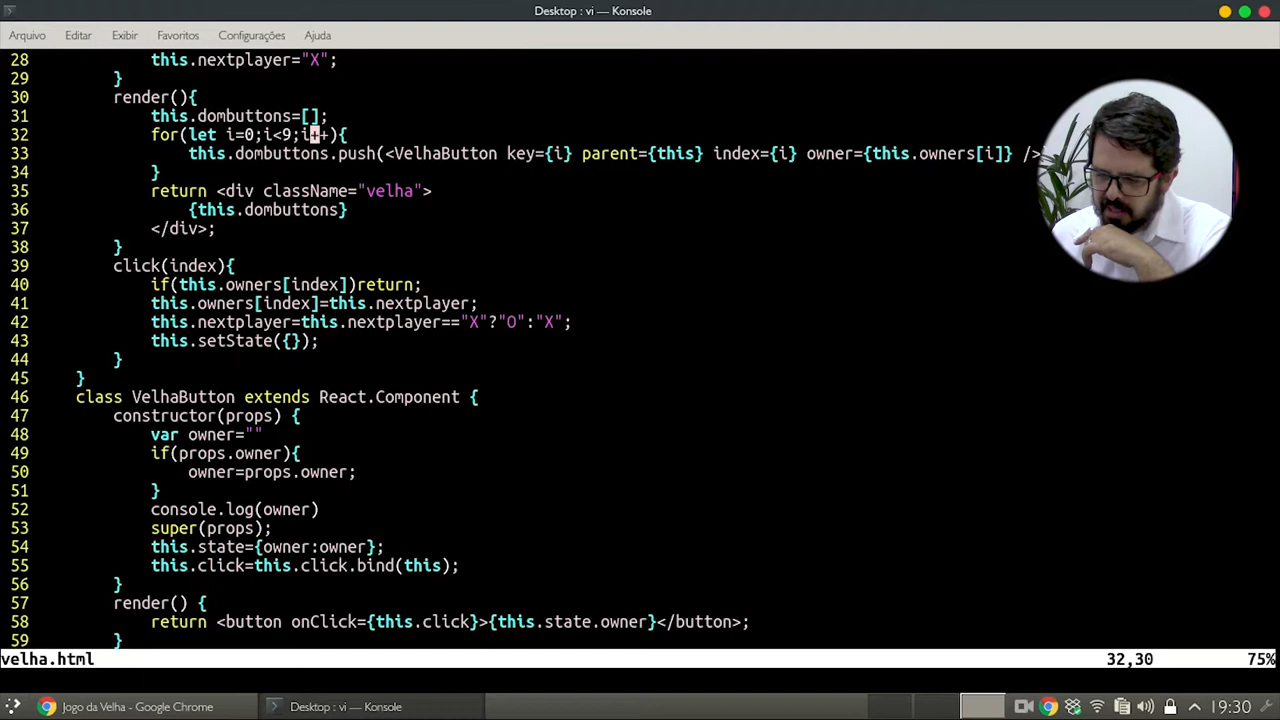 Desktop : vi — Konsole
Arquivo Editar Exibir Favoritos Configurações Ajuda
28 this.nextplayer="X";
29 }
30 render(){
31 this.dombuttons=[];
32 for(let i=0;i<9;i++){
33 this.dombuttons.push(<VelhaButton key={i} parent={this} index={i} owner={this.owners[i]} />
34 }
35 return <div className="velha">
36 {this.dombuttons}
37 </div>;
38 }
39 click(index){
40 if(this.owners[index])return;
41 this.owners[index]=this.nextplayer;
42 this.nextplayer=this.nextplayer=="X"?"O":"X";
43 this.setState({});
44 }
45 }
46 class VelhaButton extends React.Component {
47 constructor(props) {
48 var owner=""
49 if(props.owner){
50 owner=props.owner;
51 }
52 console.log(owner)
53 super(props);
54 this.state={owner:owner};
55 this.click=this.click.bind(this);
56 }
57 render() {
58 return <button onClick={this.click}>{this.state.owner}</button>;
59 }
velha.html 32,30 75%
Jogo da Velha - Google Chrome Desktop : vi — Konsole 19:30